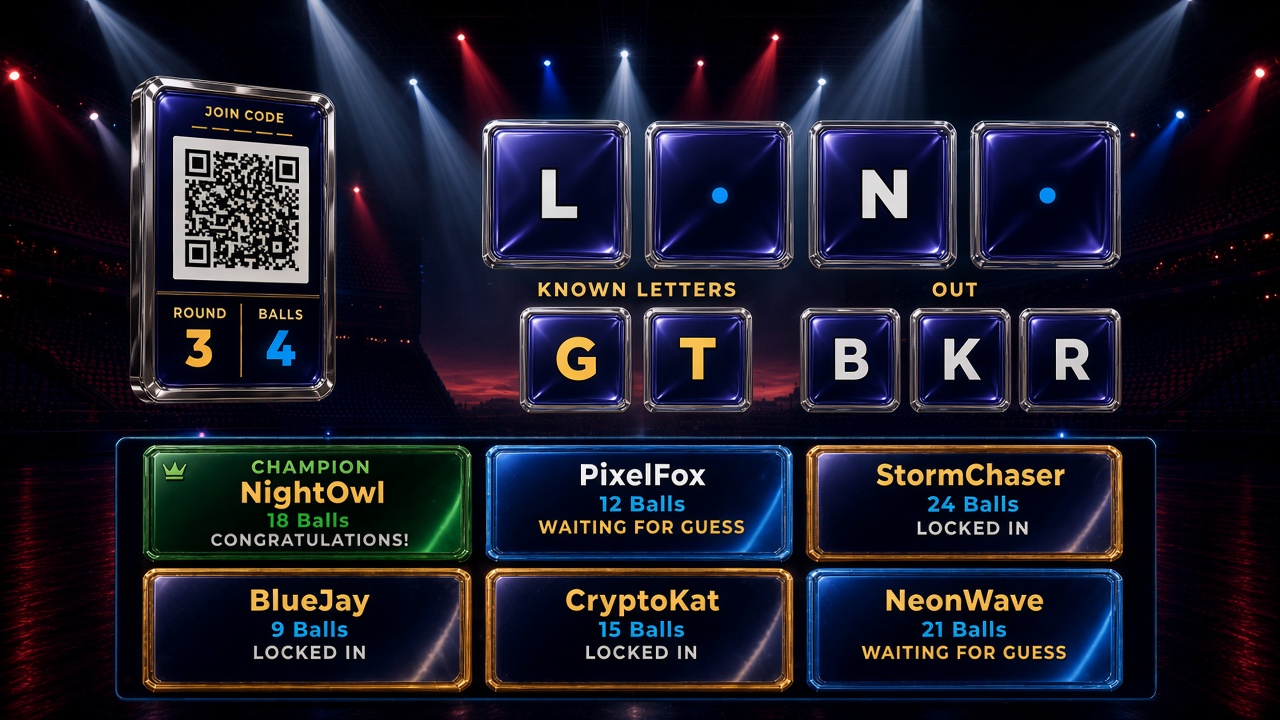 JOIN CODE
ROUND
3
BALLS
4
L N
KNOWN LETTERS
G T
OUT
B K R
CHAMPION
NightOwl
18 Balls
CONGRATULATIONS!
PixelFox
12 Balls
WAITING FOR GUESS
StormChaser
24 Balls
LOCKED IN
BlueJay
9 Balls
LOCKED IN
CryptoKat
15 Balls
LOCKED IN
NeonWave
21 Balls
WAITING FOR GUESS